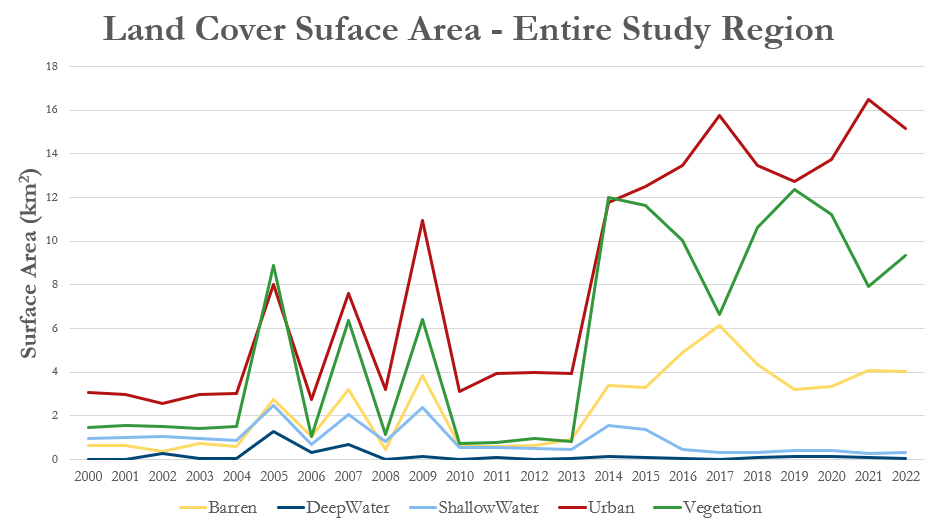 Land Cover Suface Area - Entire Study Region
Surface Area (km²)
18
16
14
12
10
8
6
4
2
0
2000 2001 2002 2003 2004 2005 2006 2007 2008 2009 2010 2011 2012 2013 2014 2015 2016 2017 2018 2019 2020 2021 2022
Barren DeepWater ShallowWater Urban Vegetation